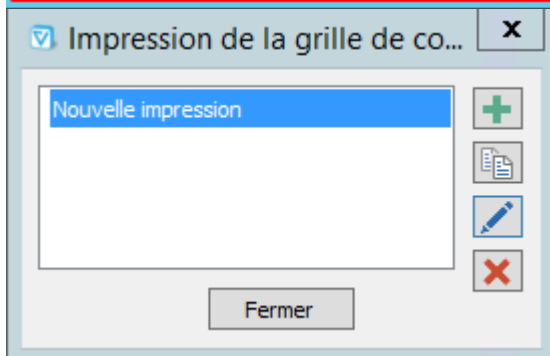 Impression de la grille de co...
Nouvelle impression
Fermer